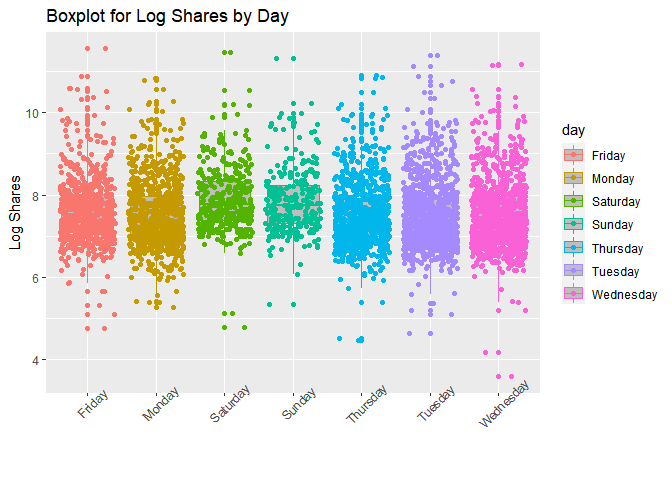 Boxplot for Log Shares by Day
Log Shares
10
8
6
4
Friday
Monday
Saturday
Sunday
Thursday
Tuesday
Wednesday
day
Friday
Monday
Saturday
Sunday
Thursday
Tuesday
Wednesday